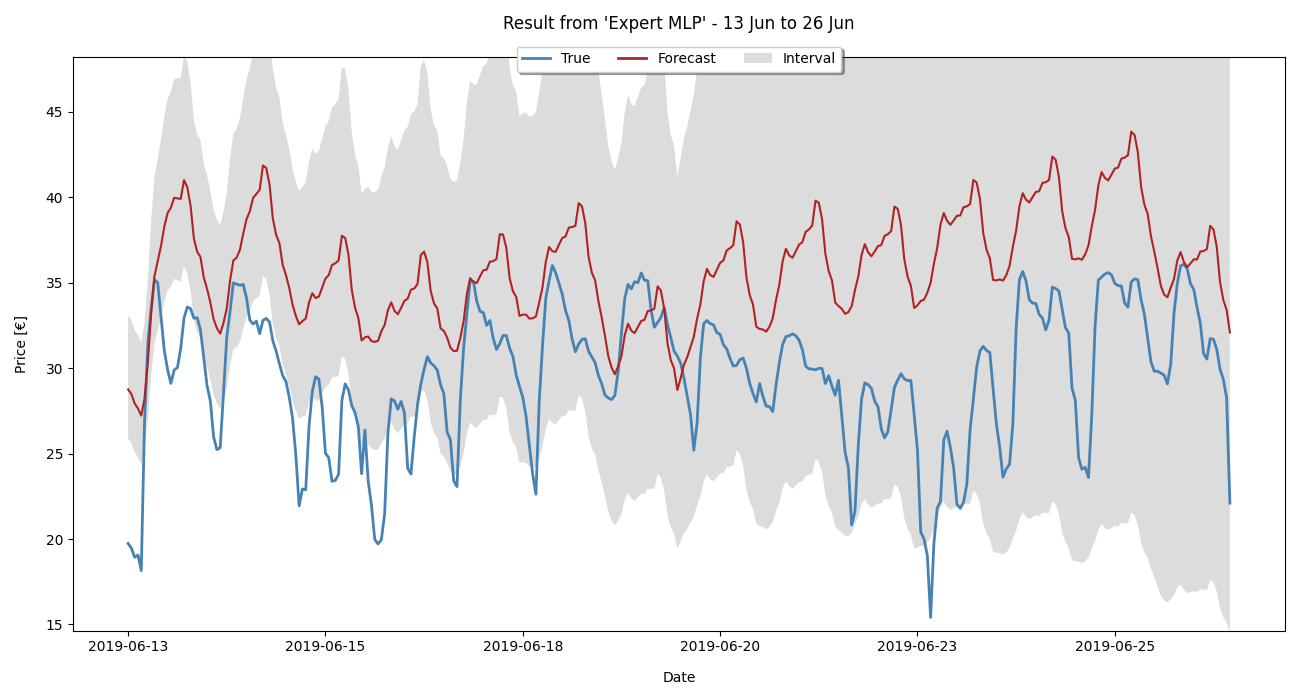 Result from 'Expert MLP' - 13 Jun to 26 Jun
True Forecast Interval
45
40
35
30
25
20
15
Price [€]
2019-06-13 2019-06-15 2019-06-18 2019-06-20 2019-06-23 2019-06-25
Date